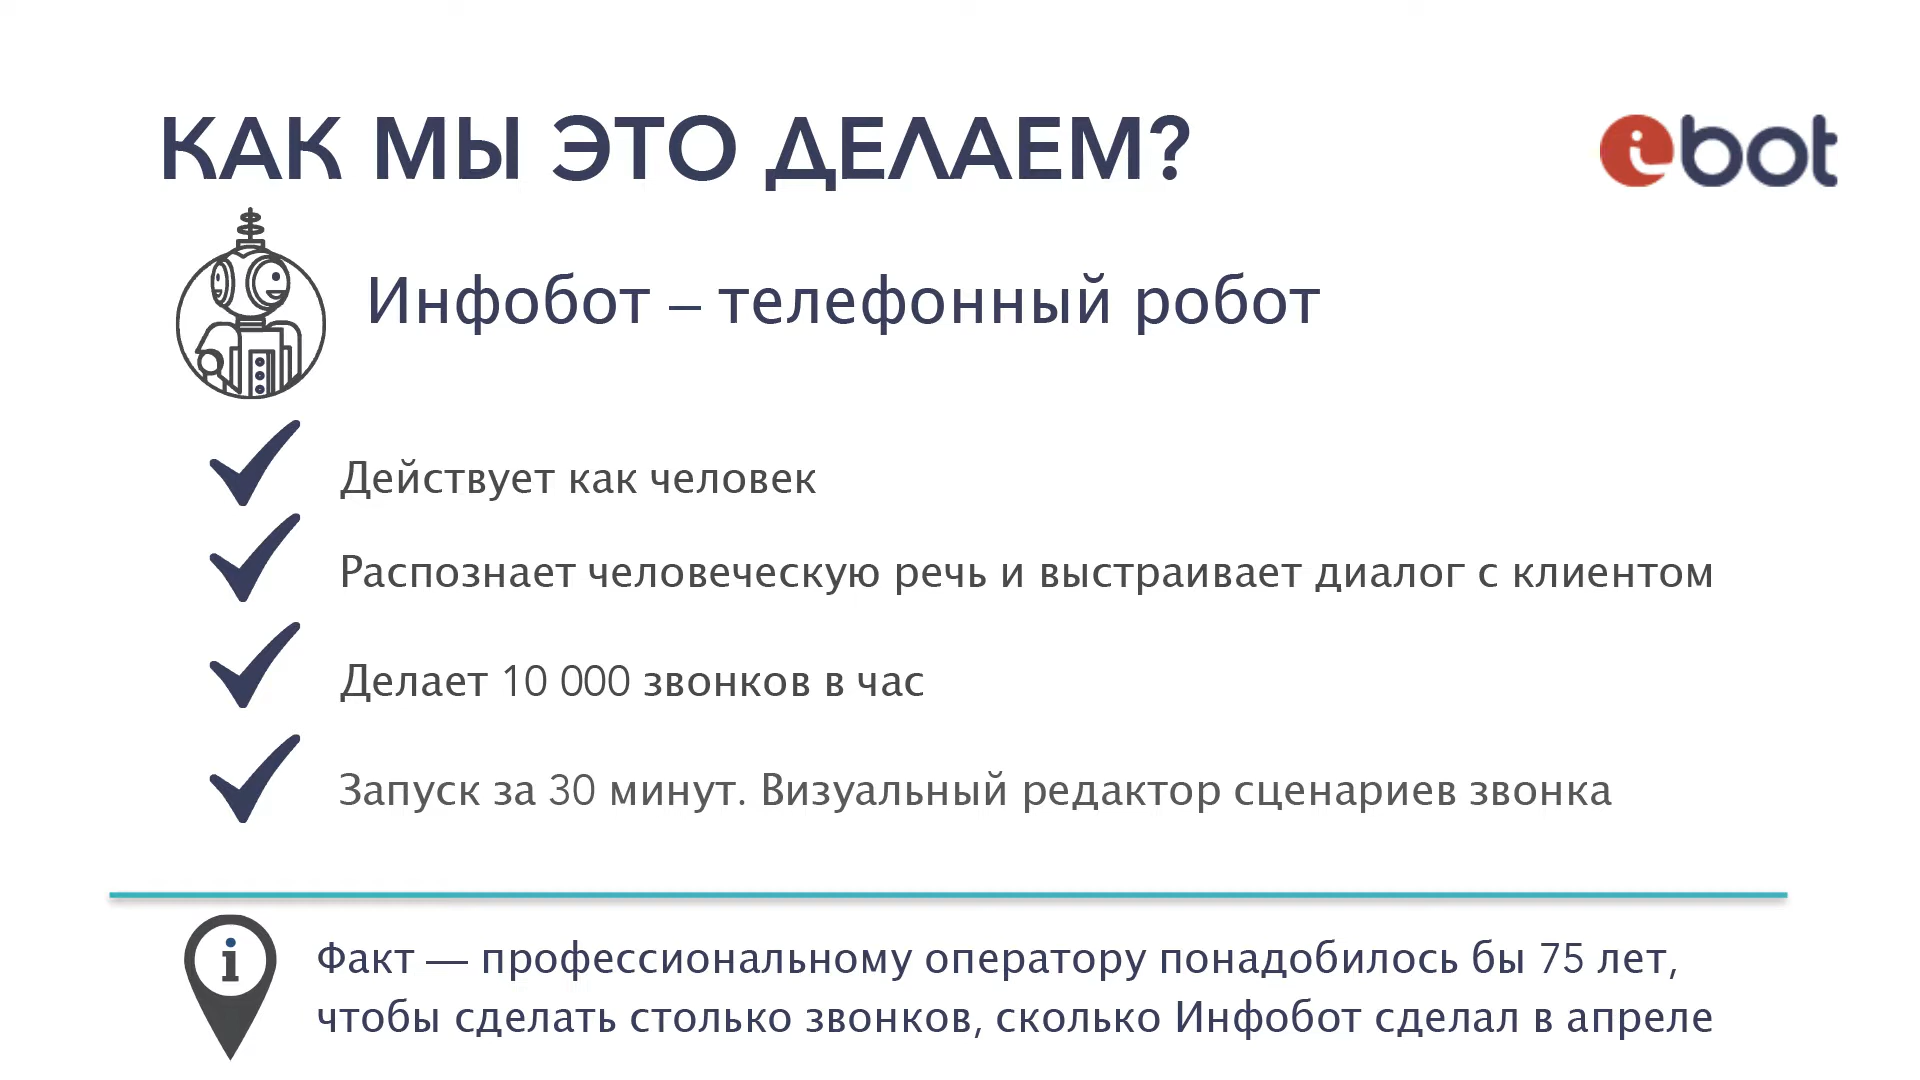 КАК МЫ ЭТО ДЕЛАЕМ?
ibot
Инфобот – телефонный робот
Действует как человек
Распознает человеческую речь и выстраивает диалог с клиентом
Делает 10 000 звонков в час
Запуск за 30 минут. Визуальный редактор сценариев звонка
i
Факт — профессиональному оператору понадобилось бы 75 лет,
чтобы сделать столько звонков, сколько Инфобот сделал в апреле